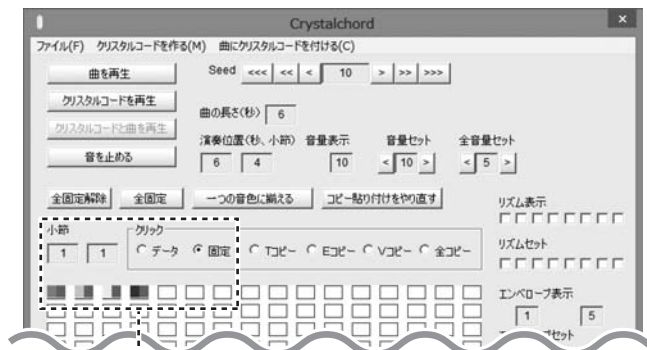 Crystalchord
ファイル(F) クリスタルコードを作る(M) 曲にクリスタルコードを付ける(C)
曲を再生 Seed <<< << < 10 > >> >>>
クリスタルコードを再生
曲の長さ(秒) 6
クリスタルコードと曲を再生
演奏位置(秒、小節) 音量表示 音量セット 全音量セット
音を止める 6 4 10 < 10 > < 5 >
全固定解除 全固定 一つの音色に揃える コピー貼り付けをやり直す
リズム表示
小節 クリック
1 1 データ 固定 Tコピー Eコピー Vコピー 全コピー
リズムセット
エンベロープ表示
1 5